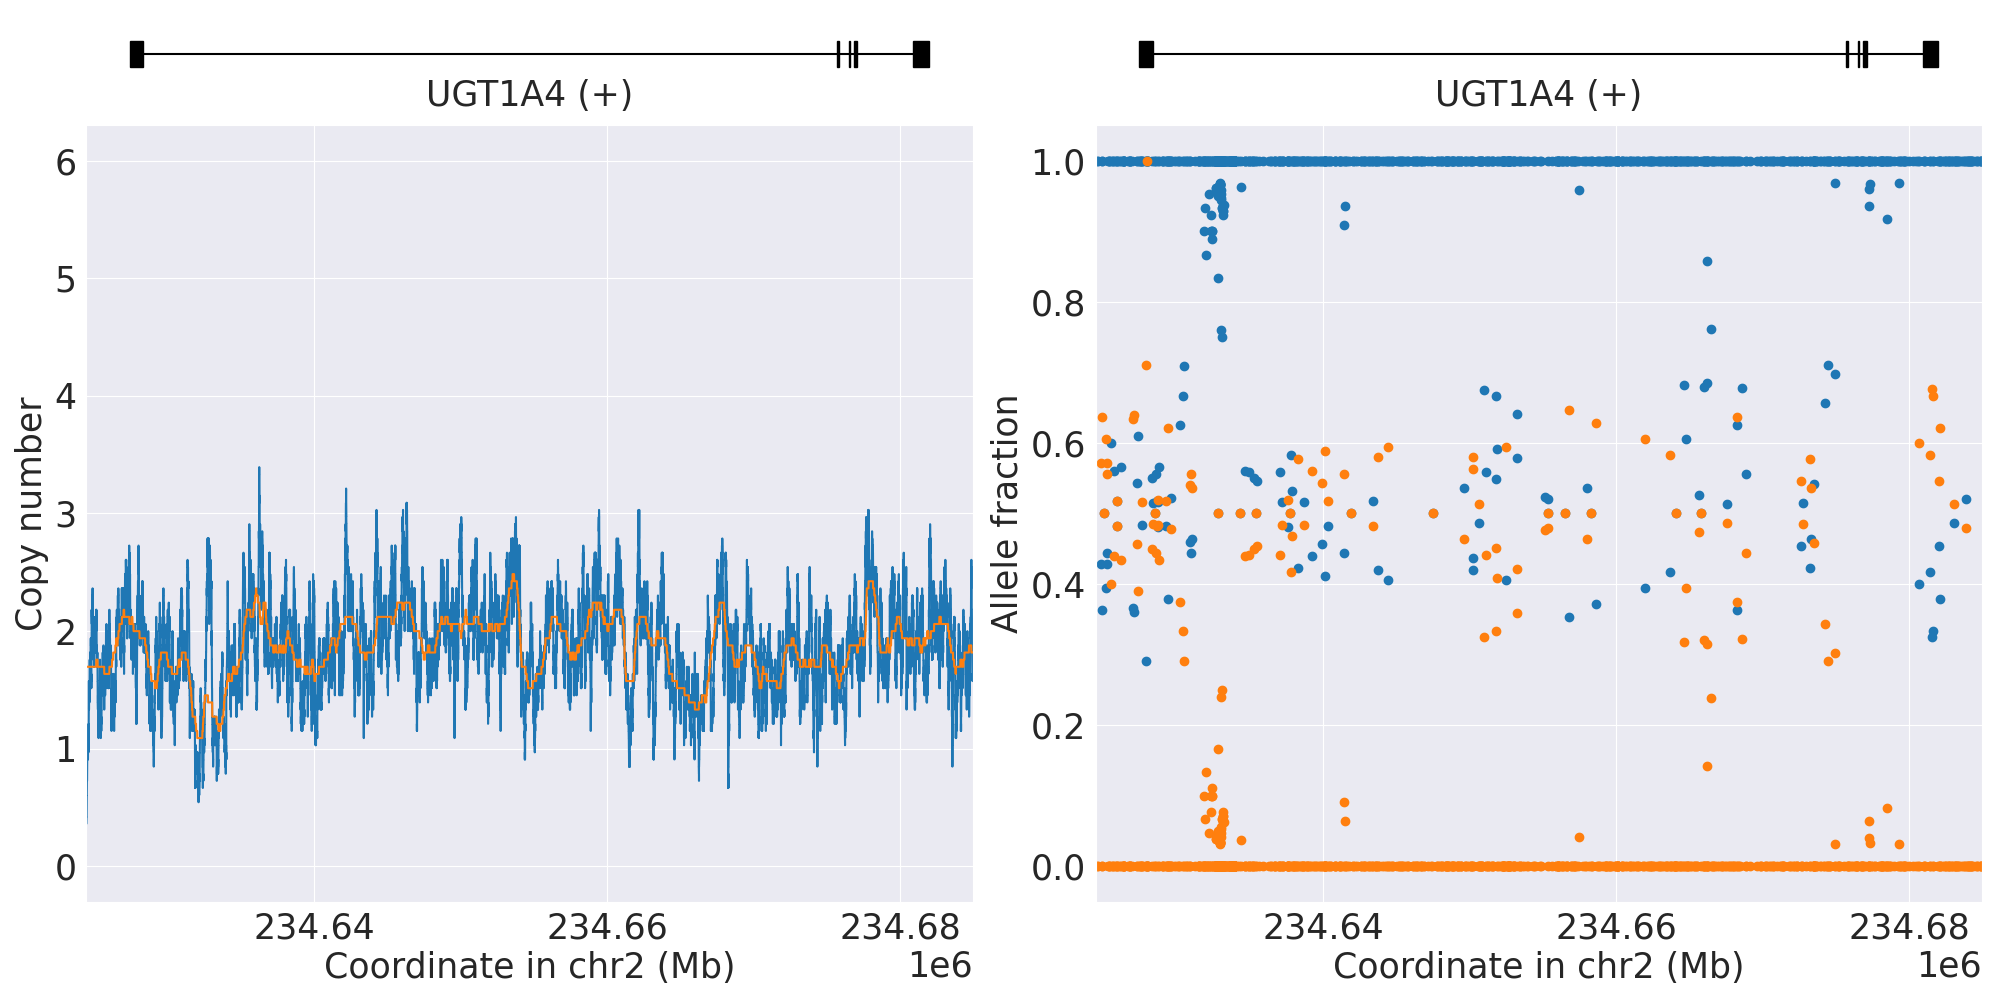 UGT1A4 (+)
6
5
4
3
2
1
0
Copy number
234.64
234.66
234.68
Coordinate in chr2 (Mb)
1e6
UGT1A4 (+)
1.0
0.8
0.6
0.4
0.2
0.0
Allele fraction
234.64
234.66
234.68
Coordinate in chr2 (Mb)
1e6